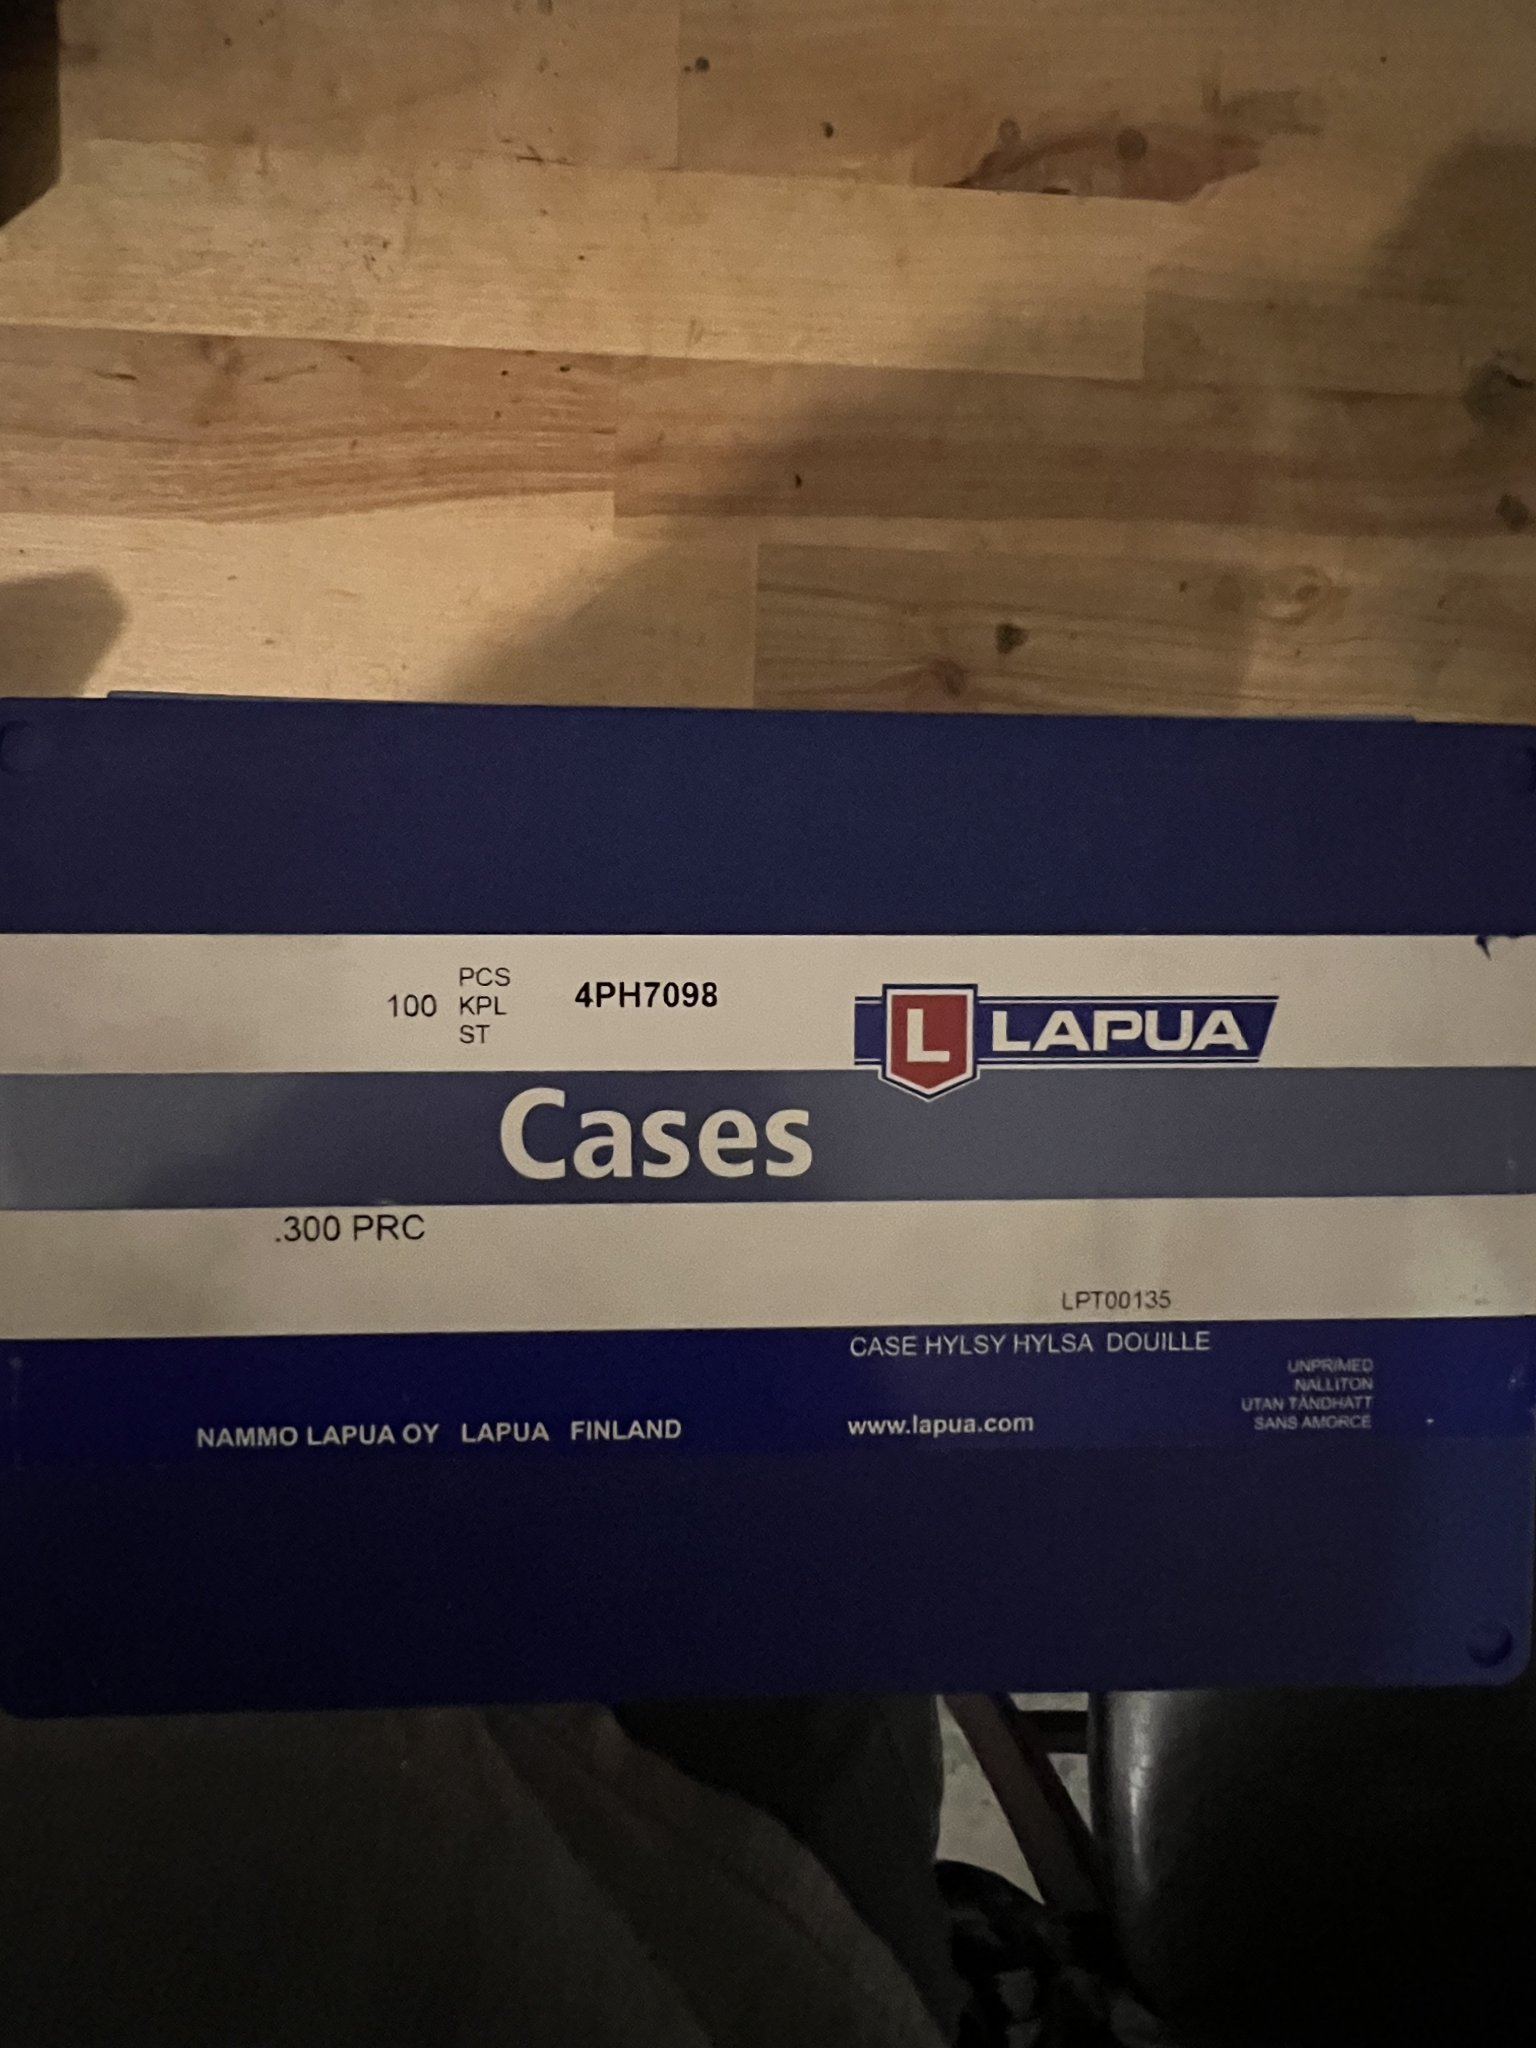 PCS
100 KPL
ST
4PH7098
L LAPUA
Cases
.300 PRC
LPT00135
CASE HYLSY HYLSA DOUILLE
UNPRIMED
NALLITON
UTAN TÄNDHATT
SANS AMORCE
NAMMO LAPUA OY LAPUA FINLAND
www.lapua.com